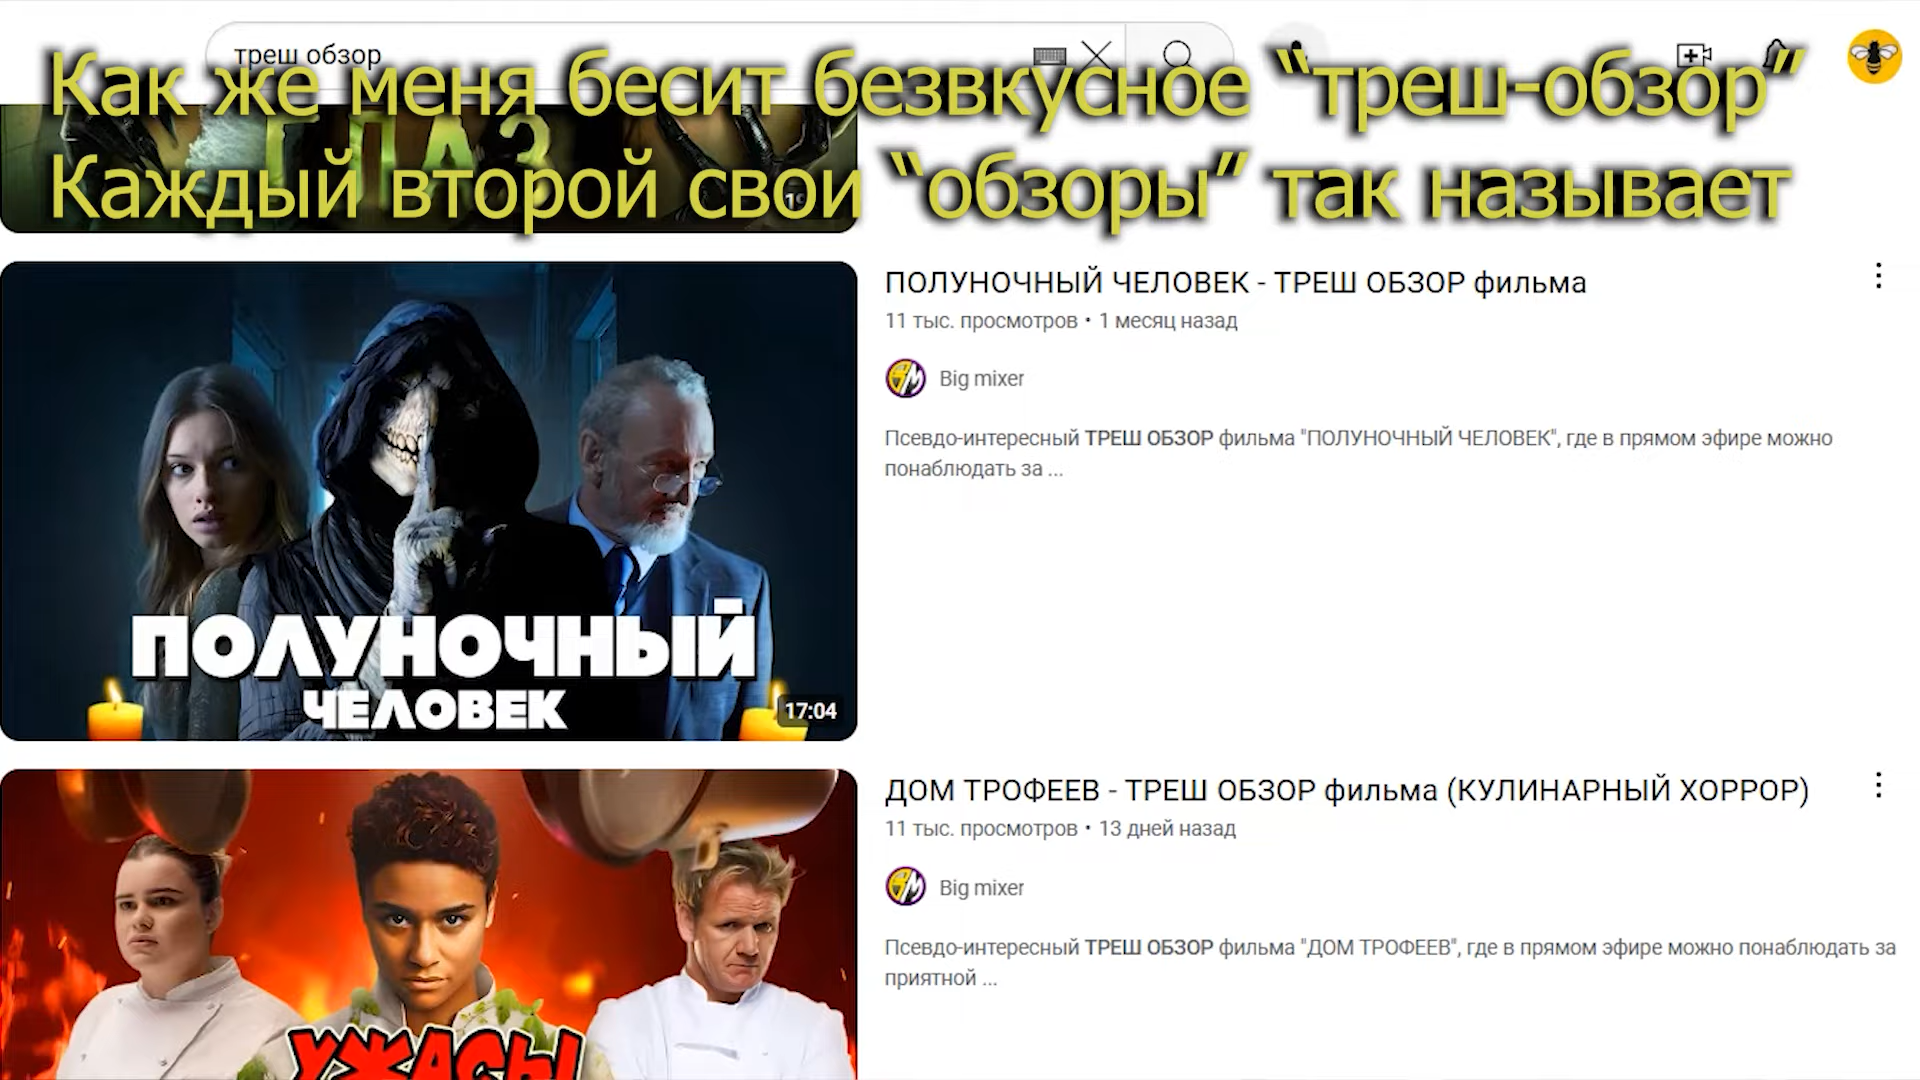 треш обзор
Как же меня бесит безвкусное “треш-обзор”
Каждый второй свои “обзоры” так называет
ГЛАЗ
ПОЛУНОЧНЫЙ ЧЕЛОВЕК - ТРЕШ ОБЗОР фильма
11 тыс. просмотров • 1 месяц назад
Big mixer
Псевдо-интересный ТРЕШ ОБЗОР фильма "ПОЛУНОЧНЫЙ ЧЕЛОВЕК", где в прямом эфире можно
понаблюдать за ...
ПОЛУНОЧНЫЙ
ЧЕЛОВЕК
17:04
ДОМ ТРОФЕЕВ - ТРЕШ ОБЗОР фильма (КУЛИНАРНЫЙ ХОРРОР)
11 тыс. просмотров • 13 дней назад
Big mixer
Псевдо-интересный ТРЕШ ОБЗОР фильма "ДОМ ТРОФЕЕВ", где в прямом эфире можно понаблюдать за
приятной ...
УЖАСЫ